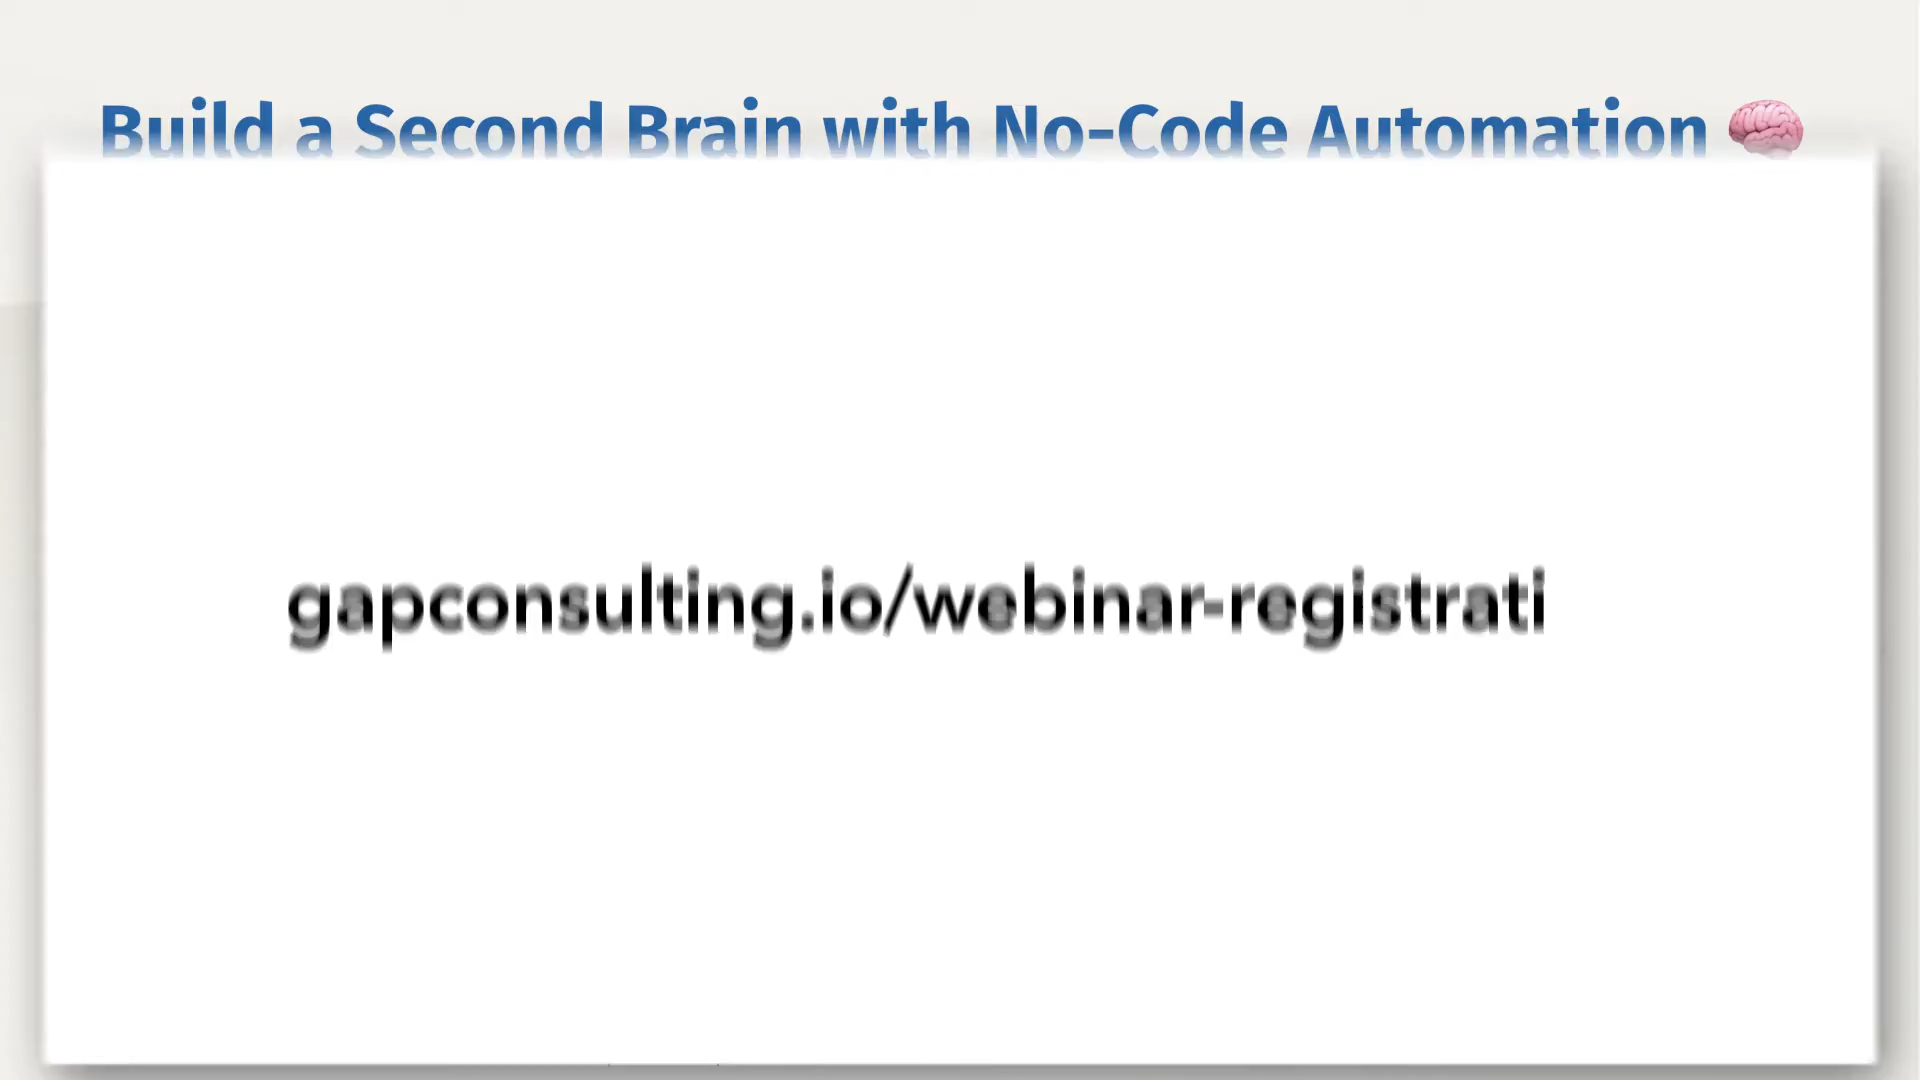 Build a Second Brain with No-Code Automation 🧠
gapconsulting.io/webinar-registrati